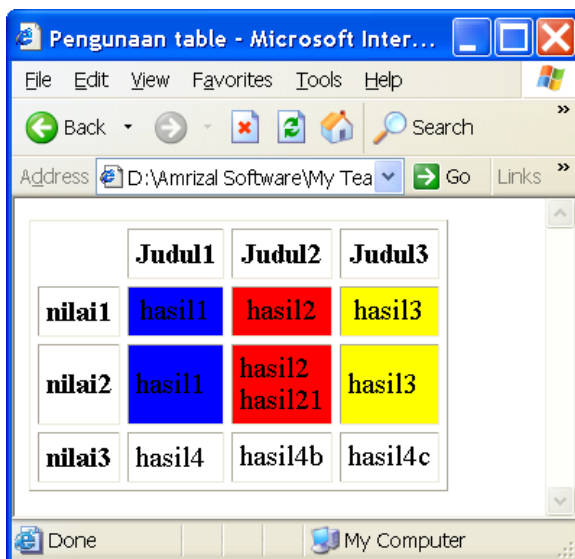 Pengunaan table - Microsoft Inter...
File Edit View Favorites Tools Help
Back Search »
Address D:\Amrizal Software\My Tea Go Links »
Judul1 Judul2 Judul3
nilai1 hasil1 hasil2 hasil3
nilai2 hasil1 hasil2 hasil3
hasil21
nilai3 hasil4 hasil4b hasil4c
Done My Computer